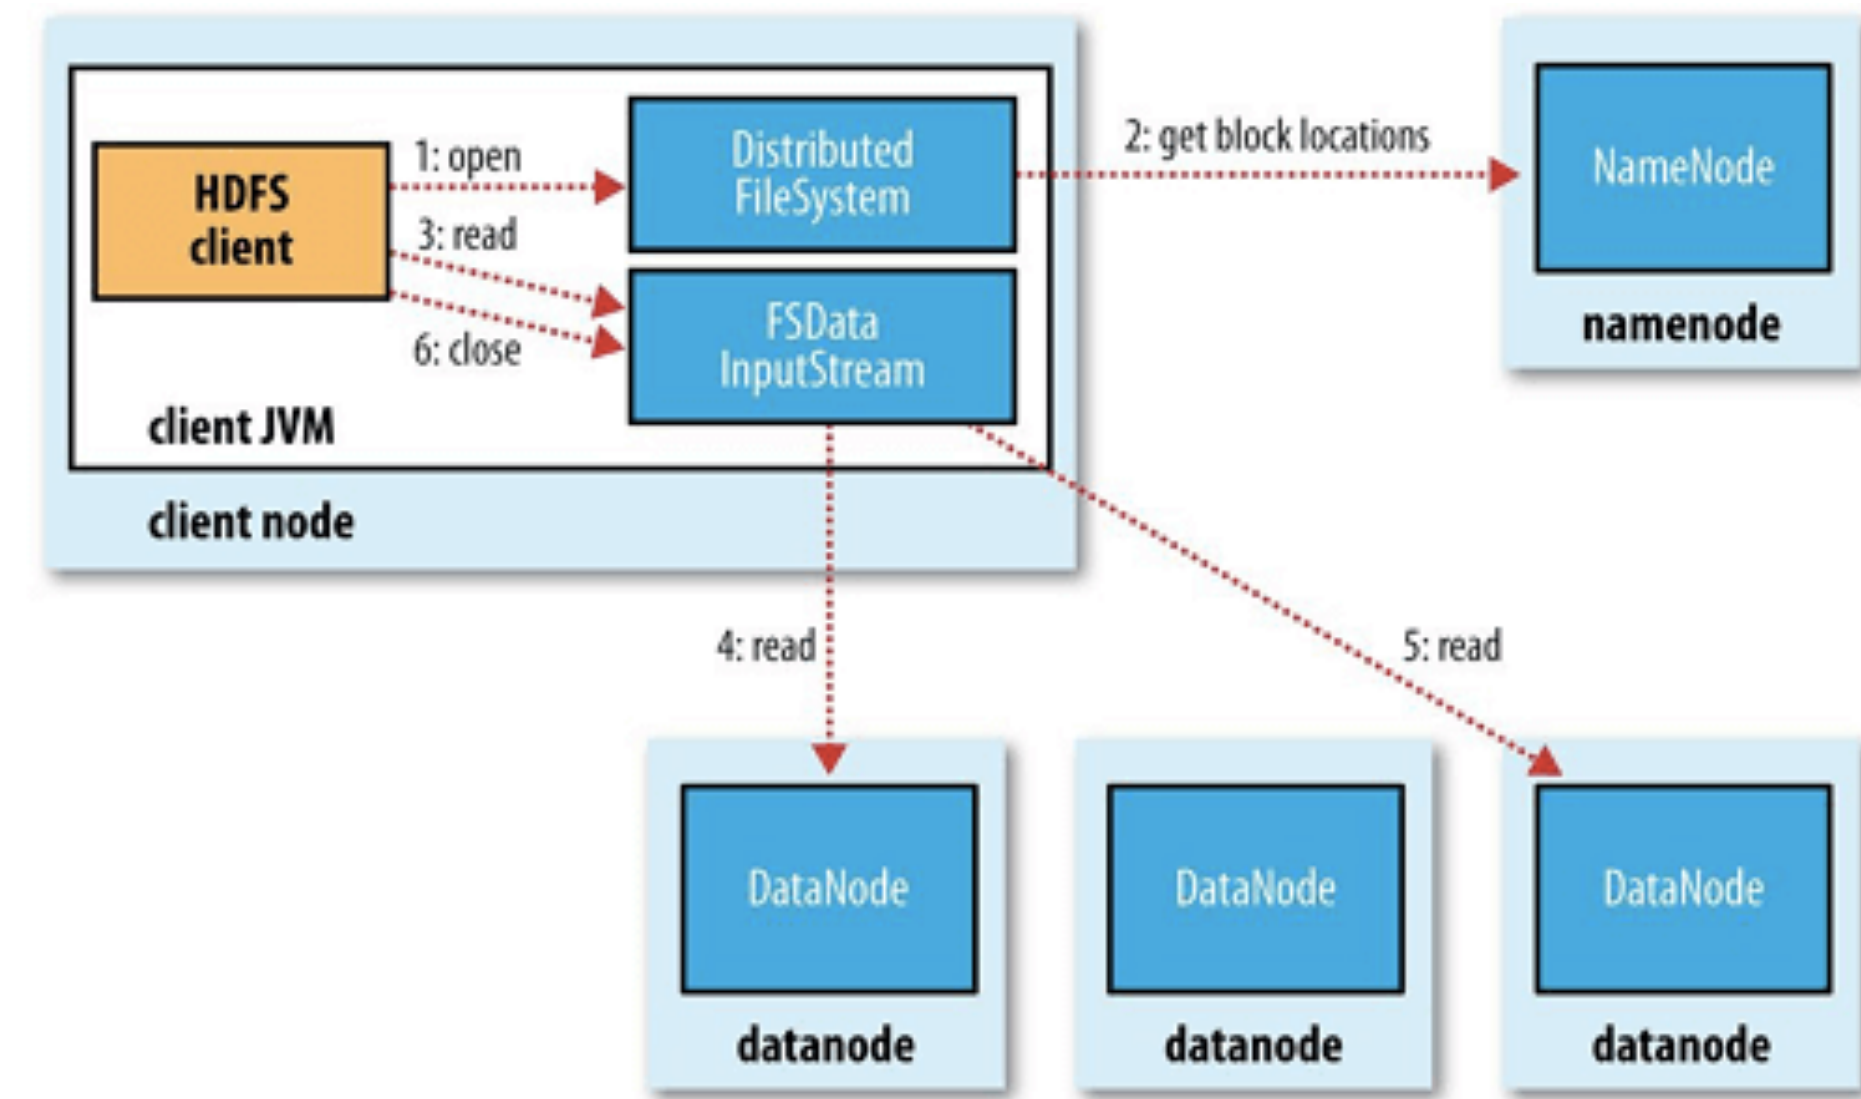 1: open
Distributed
FileSystem
2: get block locations
NameNode
HDFS
client
3: read
6: close
FSData
InputStream
namenode
client JVM
client node
4: read
5: read
DataNode
DataNode
DataNode
datanode
datanode
datanode